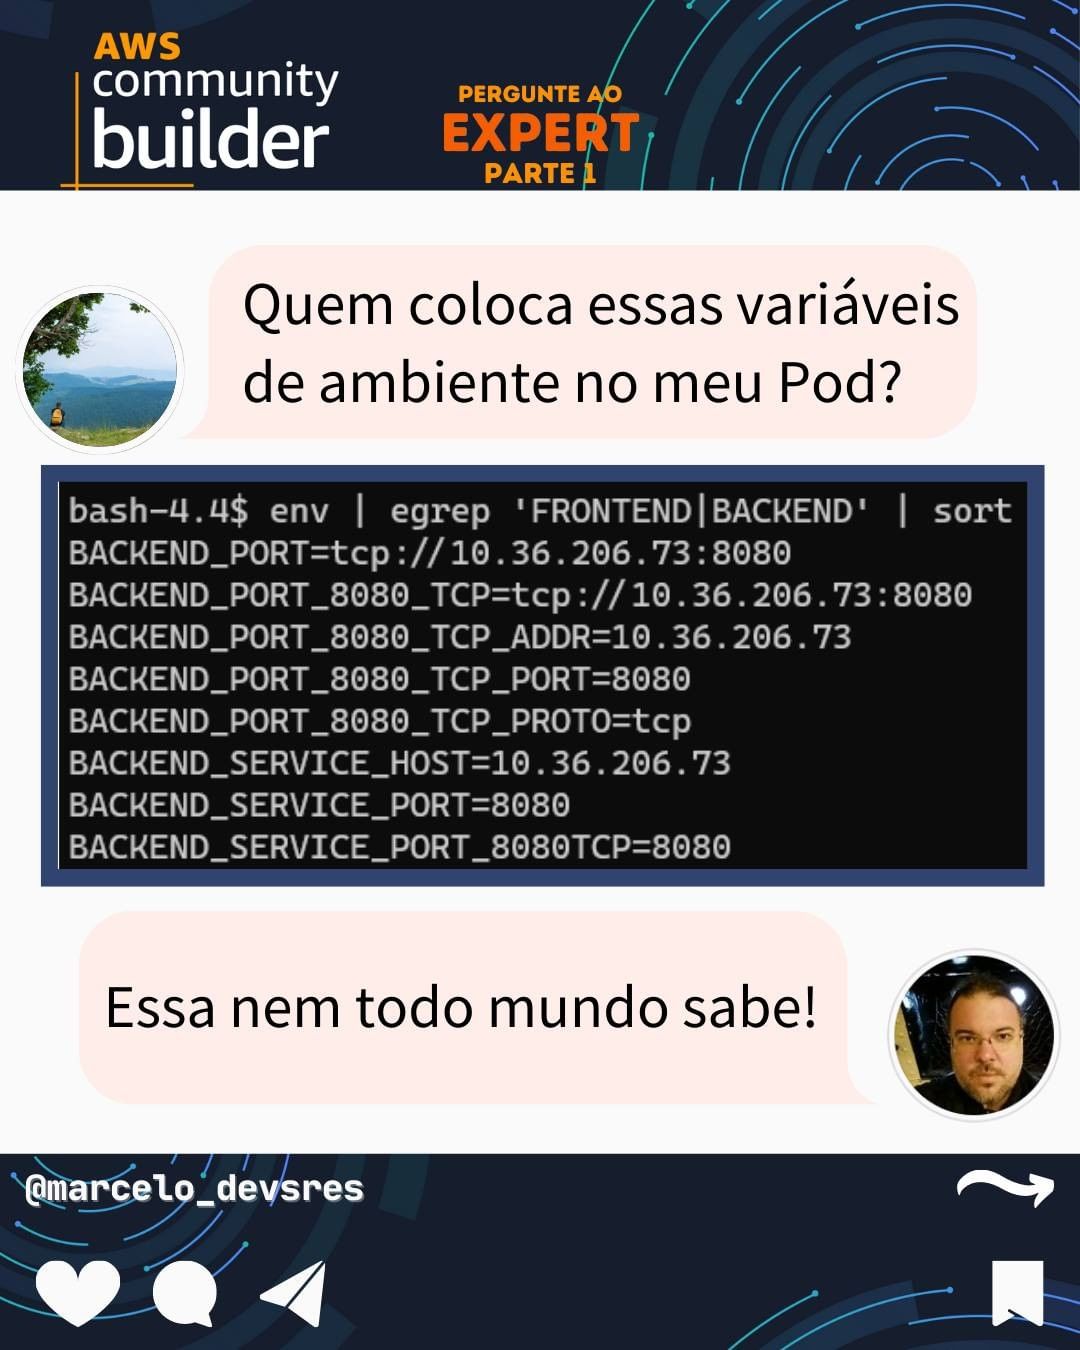 AWS
community
builder
PERGUNTE AO
EXPERT
PARTE 1
Quem coloca essas variáveis
de ambiente no meu Pod?
bash-4.4$ env | egrep 'FRONTEND|BACKEND' | sort
BACKEND_PORT=tcp://10.36.206.73:8080
BACKEND_PORT_8080_TCP=tcp://10.36.206.73:8080
BACKEND_PORT_8080_TCP_ADDR=10.36.206.73
BACKEND_PORT_8080_TCP_PORT=8080
BACKEND_PORT_8080_TCP_PROTO=tcp
BACKEND_SERVICE_HOST=10.36.206.73
BACKEND_SERVICE_PORT=8080
BACKEND_SERVICE_PORT_8080TCP=8080
Essa nem todo mundo sabe!
@marcelo_devsres